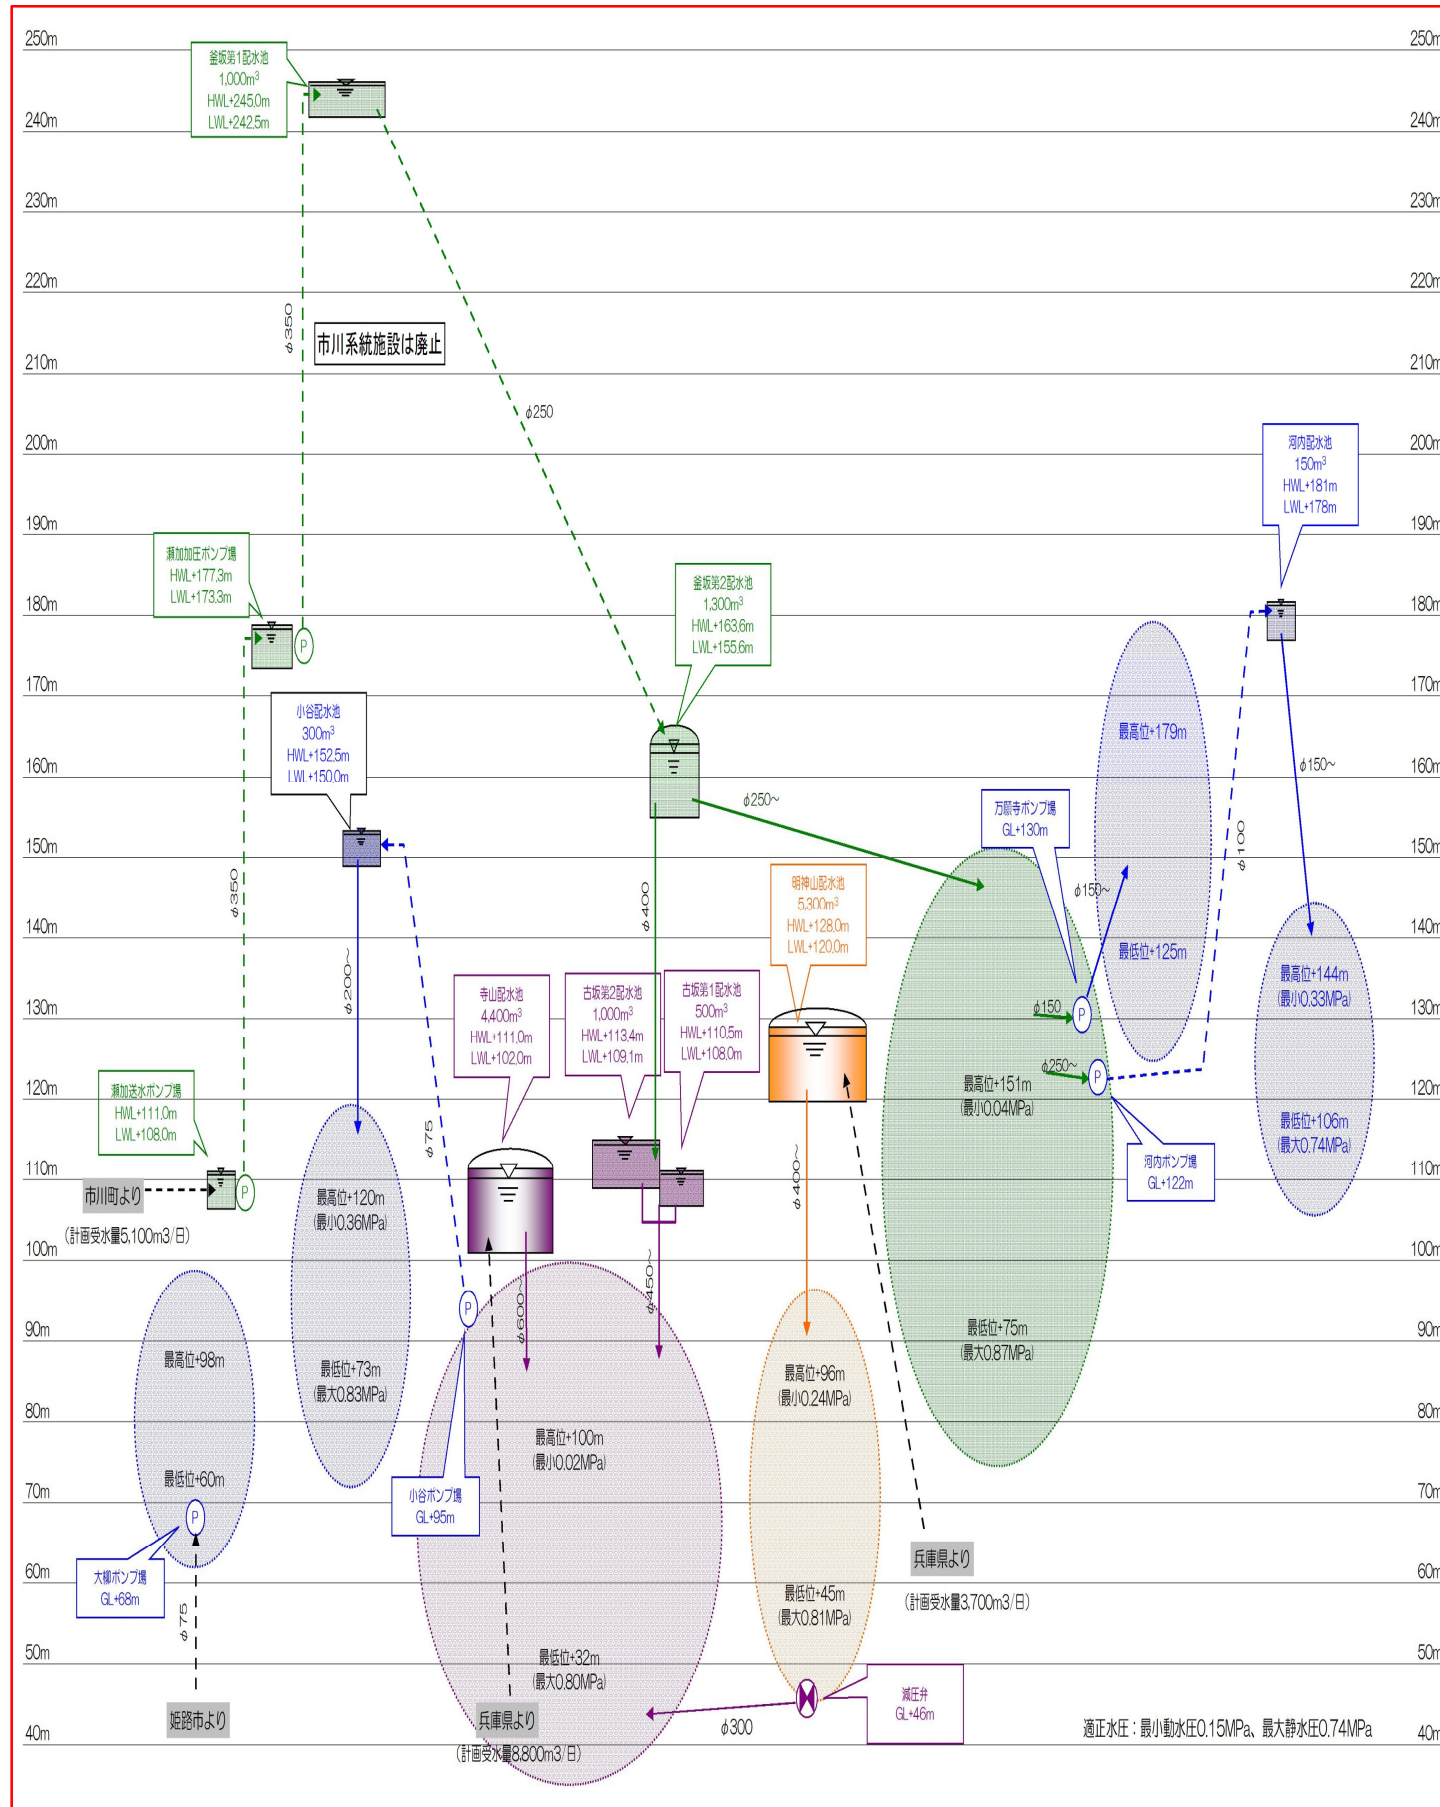 250m
250m
釜坂第1配水池
1,000m³
HWL+245.0m
LWL+242.5m
240m
240m
230m
230m
220m
220m
φ350
市川系統施設は廃止
210m
210m
φ250
200m
200m
河内配水池
150m³
HWL+181m
LWL+178m
190m
190m
瀬加加圧ポンプ場
HWL+177.3m
LWL+173.3m
釜坂第2配水池
1,300m³
HWL+163.6m
LWL+155.6m
180m
180m
P
170m
170m
小谷配水池
300m³
HWL+152.5m
LWL+150.0m
最高位+179m
160m
160m
φ150~
φ250~
万願寺ポンプ場
GL+130m
φ100
150m
150m
φ350
φ400
明神山配水池
5,300m³
HWL+128.0m
LWL+120.0m
φ150~
140m
140m
最低位+125m
φ200~
寺山配水池
4,400m³
HWL+111.0m
LWL+102.0m
古坂第2配水池
1,000m³
HWL+113.4m
LWL+109.1m
古坂第1配水池
500m³
HWL+110.5m
LWL+108.0m
最高位+144m
(最小0.33MPa)
130m
130m
φ150
P
φ250~
P
瀬加送水ポンプ場
HWL+111.0m
LWL+108.0m
120m
120m
最高位+151m
(最小0.04MPa)
最低位+106m
(最大0.74MPa)
φ75
φ400~
河内ポンプ場
GL+122m
110m
110m
市川町より
P
(計画受水量5,100m3/日)
最高位+120m
(最小0.36MPa)
100m
100m
φ600~
φ450~
P
90m
90m
最高位+98m
最低位+73m
(最大0.83MPa)
最高位+96m
(最小0.24MPa)
最低位+75m
(最大0.87MPa)
80m
80m
最高位+100m
(最小0.02MPa)
最低位+60m
小谷ポンプ場
GL+95m
70m
70m
P
兵庫県より
(計画受水量3,700m3/日)
大柳ポンプ場
GL+68m
60m
60m
φ75
最低位+45m
(最大0.81MPa)
最低位+32m
(最大0.80MPa)
50m
50m
減圧弁
GL+46m
姫路市より
兵庫県より
(計画受水量8,800m3/日)
φ300
適正水圧：最小動水圧0.15MPa、最大静水圧0.74MPa
40m
40m